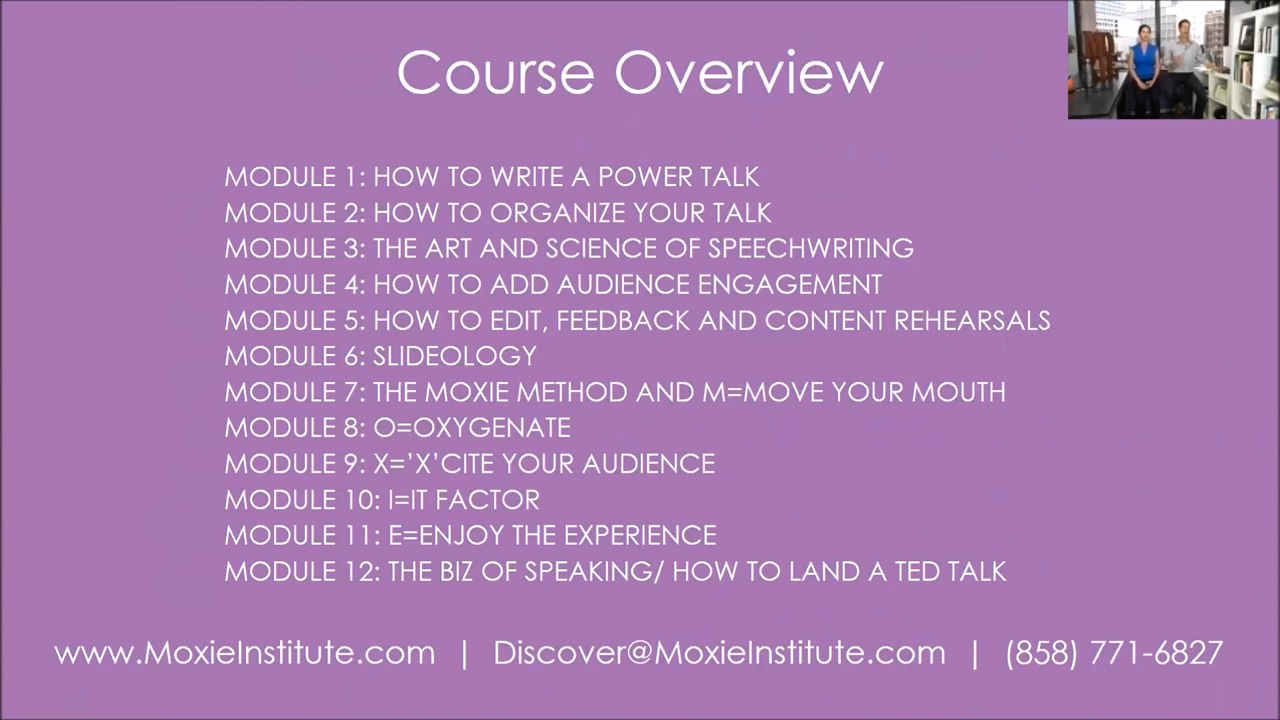 Course Overview
MODULE 1: HOW TO WRITE A POWER TALK
MODULE 2: HOW TO ORGANIZE YOUR TALK
MODULE 3: THE ART AND SCIENCE OF SPEECHWRITING
MODULE 4: HOW TO ADD AUDIENCE ENGAGEMENT
MODULE 5: HOW TO EDIT, FEEDBACK AND CONTENT REHEARSALS
MODULE 6: SLIDEOLOGY
MODULE 7: THE MOXIE METHOD AND M=MOVE YOUR MOUTH
MODULE 8: O=OXYGENATE
MODULE 9: X=’X’CITE YOUR AUDIENCE
MODULE 10: I=IT FACTOR
MODULE 11: E=ENJOY THE EXPERIENCE
MODULE 12: THE BIZ OF SPEAKING/ HOW TO LAND A TED TALK
www.MoxieInstitute.com | Discover@MoxieInstitute.com | (858) 771-6827